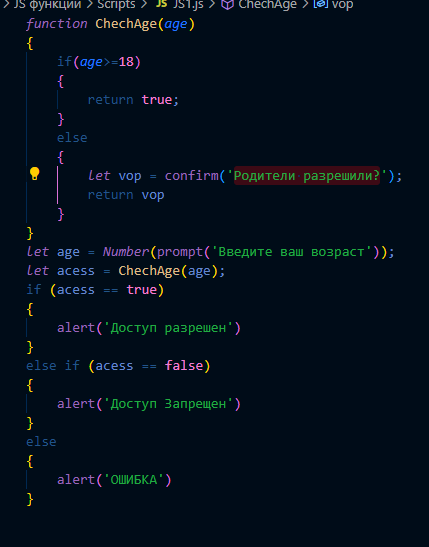 > JS функции > Scripts > JS JS1.js > ChechAge > vop
function ChechAge(age)
{
    if(age>=18)
    {
        return true;
    }
    else
    {
        let vop = confirm('Родители разрешили?');
        return vop
    }
}
let age = Number(prompt('Введите ваш возраст'));
let acess = ChechAge(age);
if (acess == true)
{
    alert('Доступ разрешен')
}
else if (acess == false)
{
    alert('Доступ Запрещен')
}
else
{
    alert('ОШИБКА')
}